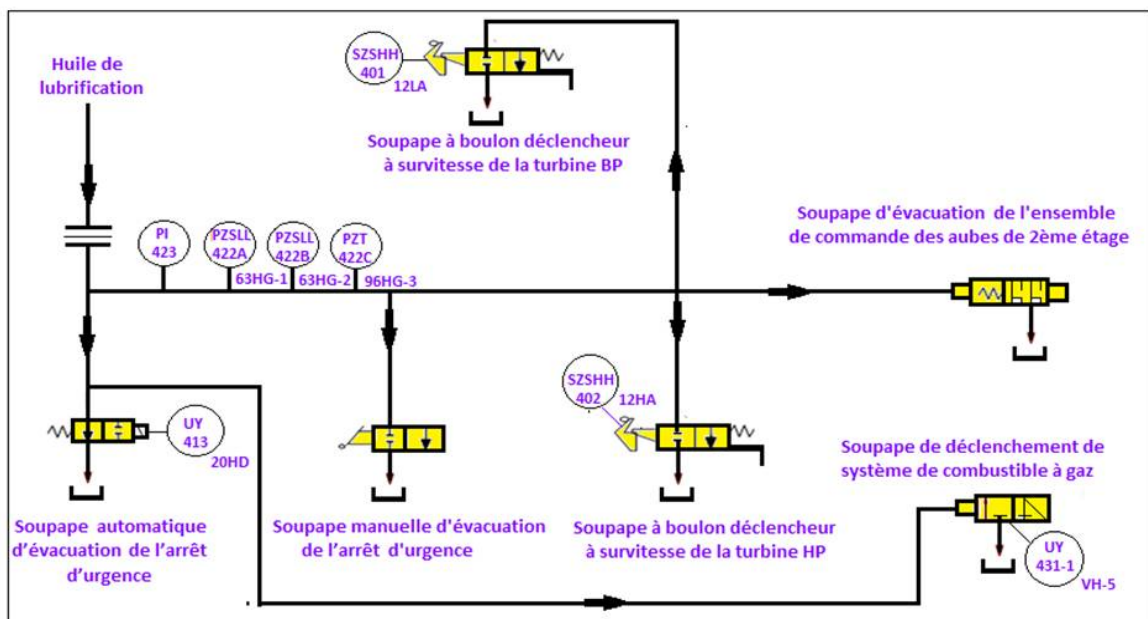 Huile de
lubrification
SZSHH
401
12LA
Soupape à boulon déclencheur
à survitesse de la turbine BP
PI
423
PZSLL
422A
63HG-1
PZSLL
422B
63HG-2
PZT
422C
96HG-3
Soupape d'évacuation de l'ensemble
de commande des aubes de 2ème étage
UY
413
20HD
Soupape automatique
d’évacuation de l’arrêt
d’urgence
Soupape manuelle d'évacuation
de l’arrêt d'urgence
SZSHH
402
12HA
Soupape à boulon déclencheur
à survitesse de la turbine HP
Soupape de déclenchement de
système de combustible à gaz
UY
431-1
VH-5